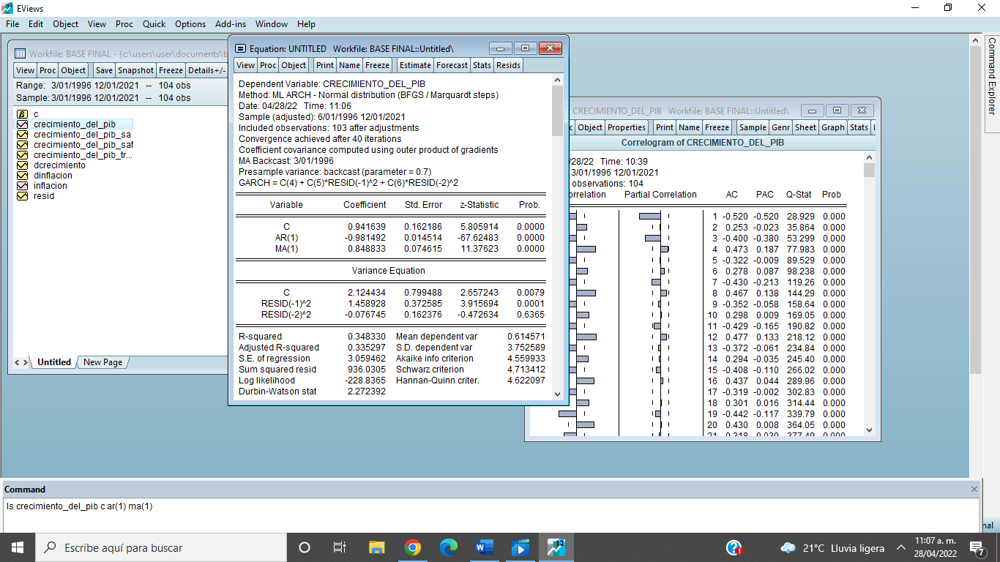 EViews
File Edit Object View Proc Quick Options Add-ins Window Help
Workfile: BASE FINAL - (c:\users\user\documents\b
View Proc Object Save Snapshot Freeze Details+/-
Range: 3/01/1996 12/01/2021 -- 104 obs
Sample: 3/01/1996 12/01/2021 -- 104 obs
β c
crecimiento_del_pib
crecimiento_del_pib_sa
crecimiento_del_pib_saf
crecimiento_del_pib_tr...
dcrecimiento
dinflacion
inflacion
resid
< > Untitled New Page
Equation: UNTITLED Workfile: BASE FINAL::Untitled\
View Proc Object Print Name Freeze Estimate Forecast Stats Resids
Dependent Variable: CRECIMIENTO_DEL_PIB
Method: ML ARCH - Normal distribution (BFGS / Marquardt steps)
Date: 04/28/22 Time: 11:06
Sample (adjusted): 6/01/1996 12/01/2021
Included observations: 103 after adjustments
Convergence achieved after 40 iterations
Coefficient covariance computed using outer product of gradients
MA Backcast: 3/01/1996
Presample variance: backcast (parameter = 0.7)
GARCH = C(4) + C(5)*RESID(-1)^2 + C(6)*RESID(-2)^2
Variable Coefficient Std. Error z-Statistic Prob.
C 0.941639 0.162186 5.805914 0.0000
AR(1) -0.981492 0.014514 -67.62483 0.0000
MA(1) 0.848833 0.074615 11.37623 0.0000
Variance Equation
C 2.124434 0.799488 2.657243 0.0079
RESID(-1)^2 1.458928 0.372585 3.915694 0.0001
RESID(-2)^2 -0.076745 0.162376 -0.472634 0.6365
R-squared 0.348330 Mean dependent var 0.614571
Adjusted R-squared 0.335297 S.D. dependent var 3.752589
S.E. of regression 3.059462 Akaike info criterion 4.559933
Sum squared resid 936.0305 Schwarz criterion 4.713412
Log likelihood -228.8365 Hannan-Quinn criter. 4.622097
Durbin-Watson stat 2.272392
CRECIMIENTO_DEL_PIB Workfile: BASE FINAL::Untitled\
c Object Properties Print Name Freeze Sample Genr Sheet Graph Stats I
Correlogram of CRECIMIENTO_DEL_PIB
/28/22 Time: 10:39
3/01/1996 12/01/2021
observations: 104
orrelation Partial Correlation AC PAC Q-Stat Prob
1 -0.520 -0.520 28.929 0.000
2 0.253 -0.023 35.864 0.000
3 -0.400 -0.380 53.299 0.000
4 0.473 0.187 77.983 0.000
5 -0.322 -0.009 89.529 0.000
6 0.278 0.087 98.238 0.000
7 -0.430 -0.213 119.26 0.000
8 0.467 0.138 144.29 0.000
9 -0.352 -0.058 158.64 0.000
10 0.298 0.009 169.05 0.000
11 -0.429 -0.165 190.82 0.000
12 0.477 0.133 218.12 0.000
13 -0.372 -0.061 234.84 0.000
14 0.294 -0.035 245.40 0.000
15 -0.408 -0.110 266.02 0.000
16 0.437 0.044 289.96 0.000
17 -0.319 -0.002 302.83 0.000
18 0.301 0.016 314.44 0.000
19 -0.442 -0.117 339.79 0.000
20 0.430 0.008 364.05 0.000
Command Explorer
Command
ls crecimiento_del_pib c ar(1) ma(1)
nal
Escribe aquí para buscar
12
21°C Lluvia ligera
11:07 a. m.
28/04/2022
7